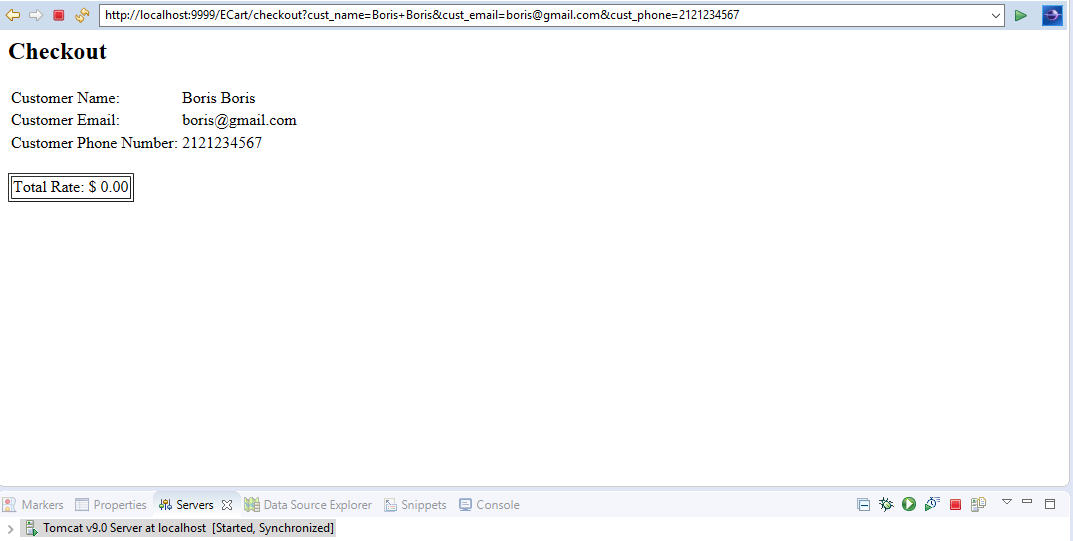 http://localhost:9999/ECart/checkout?cust_name=Boris+Boris&cust_email=boris@gmail.com&cust_phone=2121234567
Checkout
Customer Name: Boris Boris
Customer Email: boris@gmail.com
Customer Phone Number: 2121234567
Total Rate: $ 0.00
Markers Properties Servers Data Source Explorer Snippets Console
Tomcat v9.0 Server at localhost [Started, Synchronized]